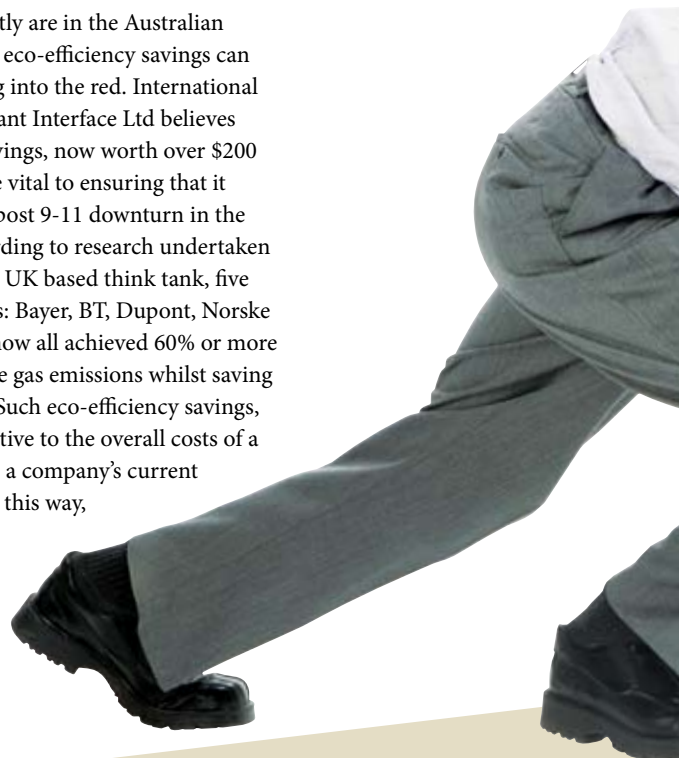 tly are in the Australian
eco-efficiency savings can
g into the red. International
ant Interface Ltd believes
vings, now worth over $200
e vital to ensuring that it
post 9-11 downturn in the
rding to research undertaken
UK based think tank, five
s: Bayer, BT, Dupont, Norske
now all achieved 60% or more
e gas emissions whilst saving
Such eco-efficiency savings,
tive to the overall costs of a
a company’s current
this way,